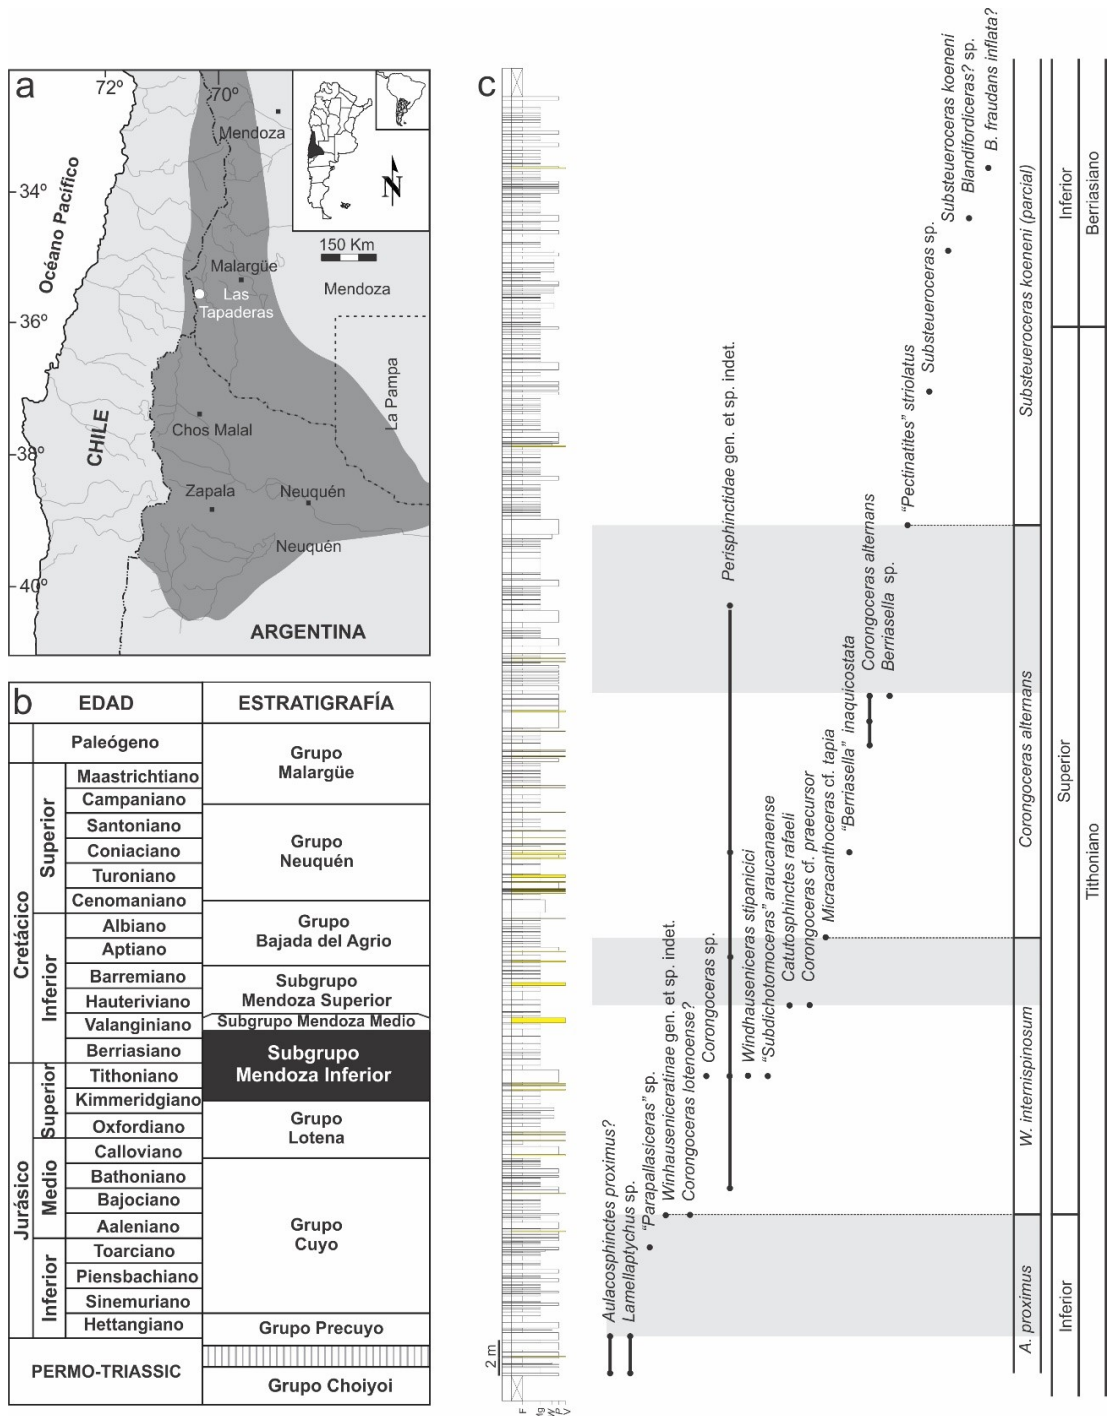 a
72º
70º
34º
36º
38º
40º
Océano Pacífico
CHILE
Mendoza
N
150 Km
Malargüe
Las
Tapaderas
Mendoza
La Pampa
Chos Malal
Zapala
Neuquén
Neuquén
ARGENTINA
b
EDAD
ESTRATIGRAFÍA
Paleógeno
Cretácico
Superior
Maastrichtiano
Campaniano
Santoniano
Coniaciano
Turoniano
Cenomaniano
Inferior
Albiano
Aptiano
Barremiano
Hauteriviano
Valanginiano
Berriasiano
Jurásico
Superior
Tithoniano
Kimmeridgiano
Oxfordiano
Medio
Calloviano
Bathoniano
Bajociano
Aaleniano
Inferior
Toarciano
Piensbachiano
Sinemuriano
Hettangiano
PERMO-TRIASSIC
Grupo
Malargüe
Grupo
Neuquén
Grupo
Bajada del Agrio
Subgrupo
Mendoza Superior
Subgrupo Mendoza Medio
Subgrupo
Mendoza Inferior
Grupo
Lotena
Grupo
Cuyo
Grupo Precuyo
Grupo Choiyoi
c
2 m
F
Mg
W
P
V
Aulacosphinctes proximus?
Lamellaptychus sp.
"Parapallasiceras" sp.
Winhauseniceratinae gen. et sp. indet.
Corongoceras lotenoense?
Corongoceras sp.
Perisphinctidae gen. et sp. indet.
Windhauseniceras stipanicici
"Subdichotomoceras" araucanaense
Catutosphinctes rafaeli
Corongoceras cf. praecursor
Micracanthoceras cf. tapia
"Berriasella" inaquicostata
Corongoceras alternans
Berriasella sp.
"Pectinatites" striolatus
Substeueroceras sp.
Substeueroceras koeneni
Blandifordiceras? sp.
B. fraudans inflata?
Substeueroceras koeneni (parcial)
Corongoceras alternans
W. internispinosum
A. proximus
Inferior
Superior
Inferior
Berriasiano
Tithoniano